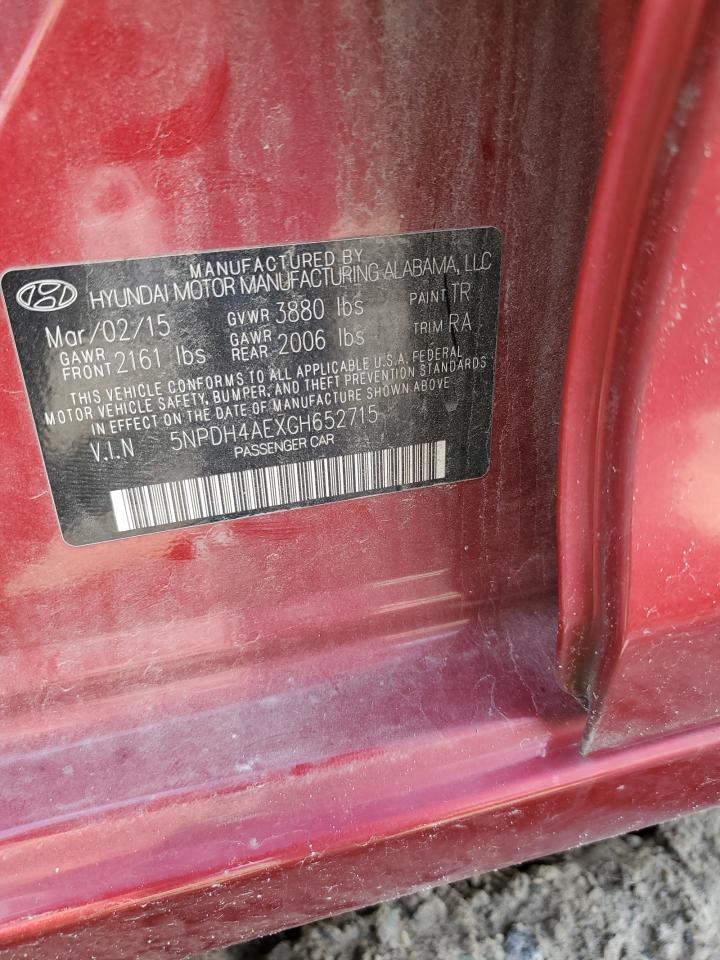 MANUFACTURED BY
HYUNDAI MOTOR MANUFACTURING ALABAMA, LLC
Mar/02/15 GVWR 3880 lbs PAINT TR
GAWR FRONT 2161 lbs GAWR REAR 2006 lbs TRIM RA
THIS VEHICLE CONFORMS TO ALL APPLICABLE U.S.A. FEDERAL
MOTOR VEHICLE SAFETY, BUMPER, AND THEFT PREVENTION STANDARDS
IN EFFECT ON THE DATE OF MANUFACTURE SHOWN ABOVE
V.I.N 5NPDH4AEXGH652715
PASSENGER CAR